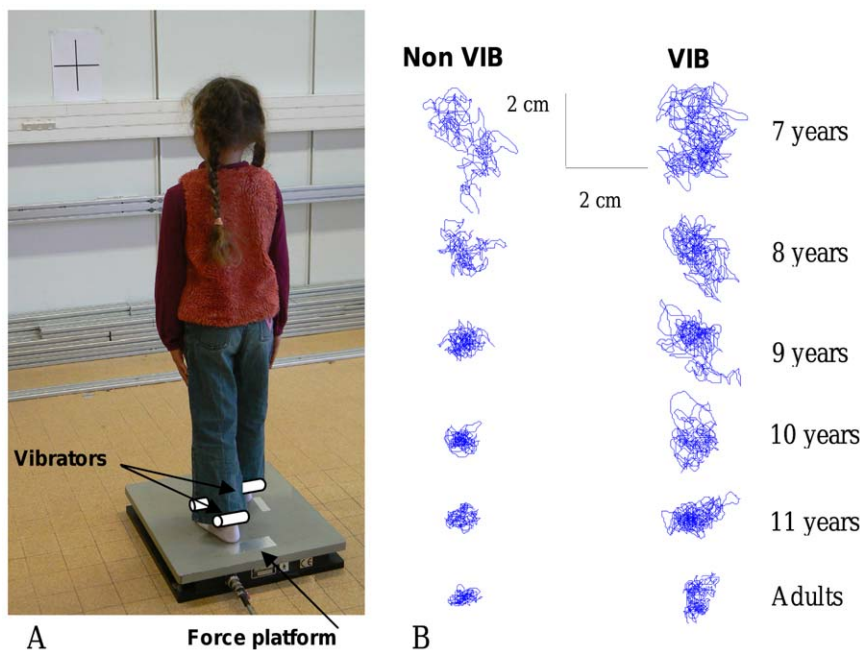 Non VIB
VIB
2 cm
2 cm
7 years
8 years
9 years
10 years
11 years
Adults
Vibrators
Force platform
A
B